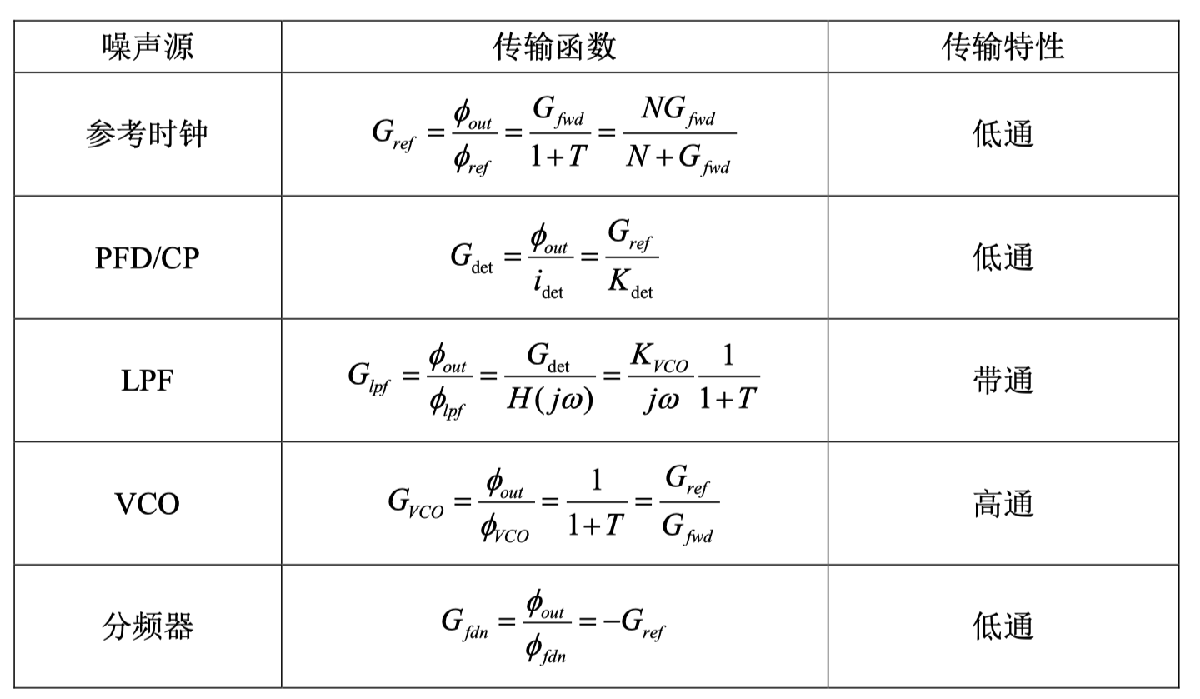 噪声源 传输函数 传输特性
参考时钟 G_{ref} = \frac{\phi_{out}}{\phi_{ref}} = \frac{G_{fwd}}{1+T} = \frac{NG_{fwd}}{N+G_{fwd}} 低通
PFD/CP G_{det} = \frac{\phi_{out}}{i_{det}} = \frac{G_{ref}}{K_{det}} 低通
LPF G_{lpf} = \frac{\phi_{out}}{\phi_{lpf}} = \frac{G_{det}}{H(j\omega)} = \frac{K_{VCO}}{j\omega} \frac{1}{1+T} 带通
VCO G_{VCO} = \frac{\phi_{out}}{\phi_{VCO}} = \frac{1}{1+T} = \frac{G_{ref}}{G_{fwd}} 高通
分频器 G_{fdn} = \frac{\phi_{out}}{\phi_{fdn}} = -G_{ref} 低通